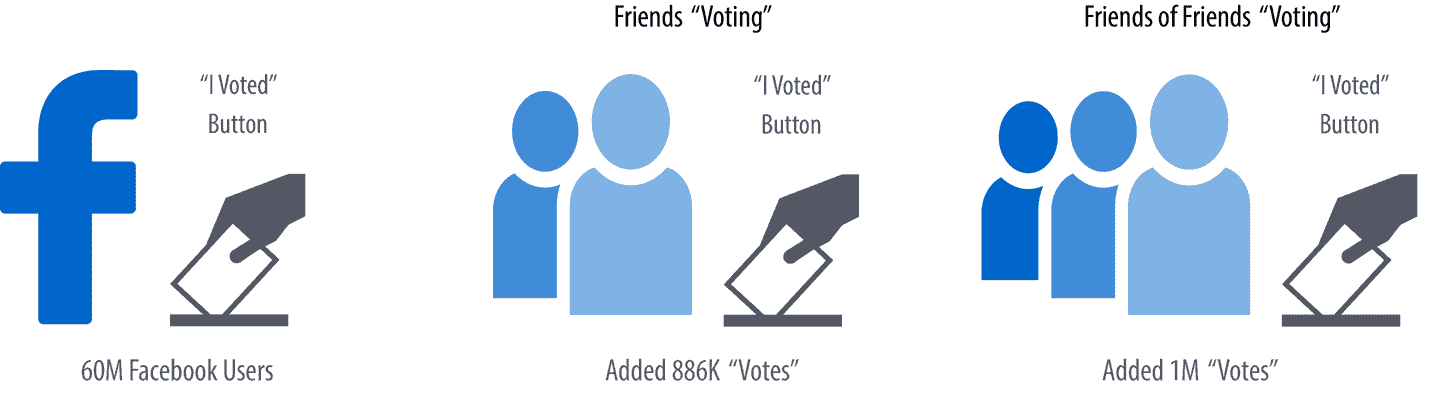 Friends “Voting”
Friends of Friends “Voting”
“I Voted”
Button
“I Voted”
Button
“I Voted”
Button
60M Facebook Users
Added 886K “Votes”
Added 1M “Votes”